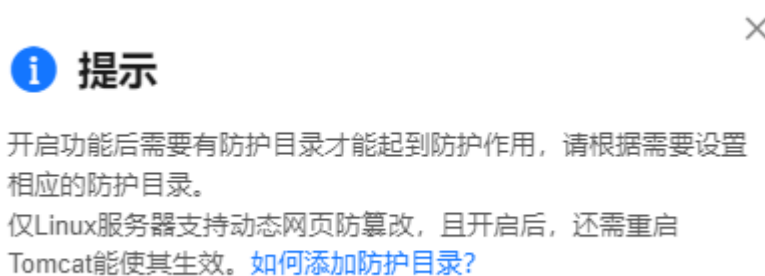 提示
开启功能后需要有防护目录才能起到防护作用，请根据需要设置
相应的防护目录。
仅Linux服务器支持动态网页防篡改，且开启后，还需重启
Tomcat能使其生效。如何添加防护目录?